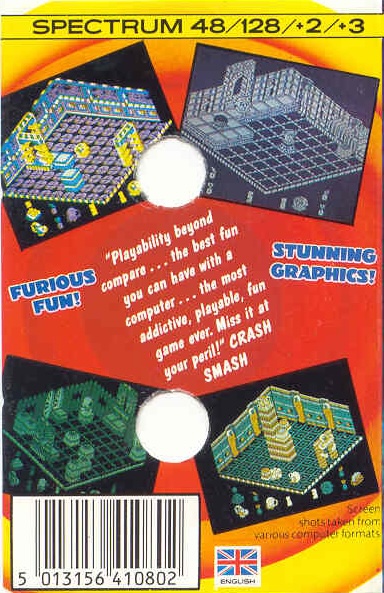 SPECTRUM 48/128/+2/+3
"Playability beyond
compare . . . the best fun
you can have with a
computer . . . the most
addictive, playable, fun
game ever. Miss it at
your peril!" CRASH
SMASH
FURIOUS
FUN!
STUNNING
GRAPHICS!
Screen
shots taken from
various computer formats
5 013156 410802
ENGLISH